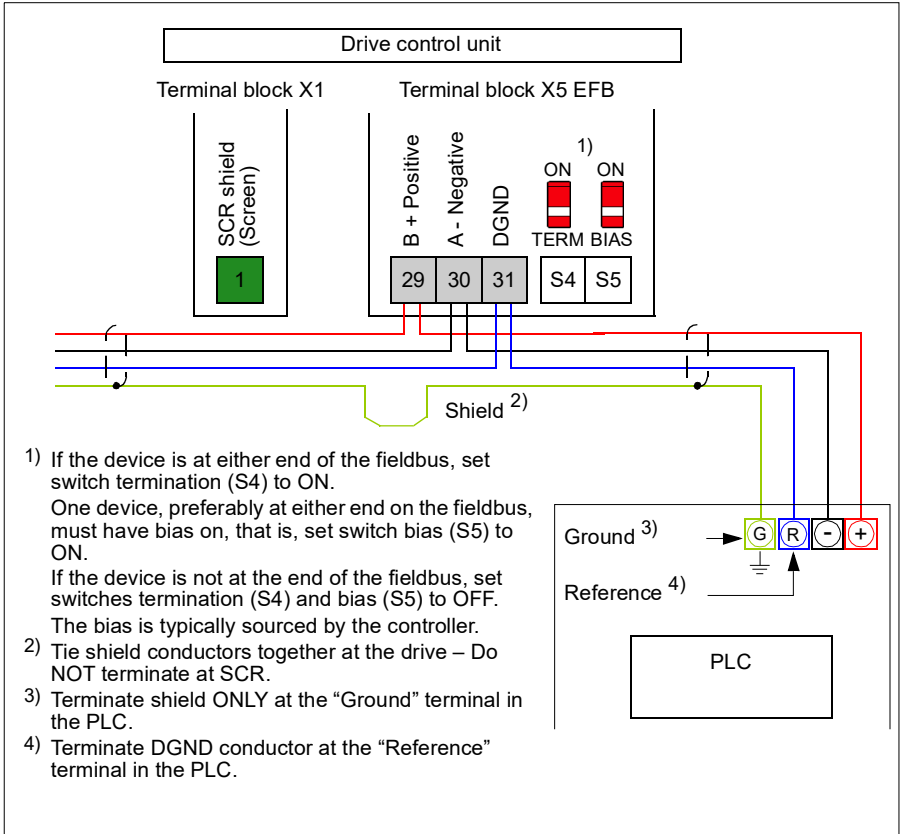 Drive control unit
Terminal block X1
Terminal block X5 EFB
SCR shield
(Screen)
1
B + Positive
A - Negative
DGND
1)
ON
ON
TERM
BIAS
29
30
31
S4
S5
Shield 2)
1) If the device is at either end of the fieldbus, set
switch termination (S4) to ON.
One device, preferably at either end on the fieldbus,
must have bias on, that is, set switch bias (S5) to
ON.
If the device is not at the end of the fieldbus, set
switches termination (S4) and bias (S5) to OFF.
The bias is typically sourced by the controller.
2) Tie shield conductors together at the drive – Do
NOT terminate at SCR.
3) Terminate shield ONLY at the “Ground” terminal in
the PLC.
4) Terminate DGND conductor at the “Reference”
terminal in the PLC.
Ground 3)
G
R
-
+
Reference 4)
PLC